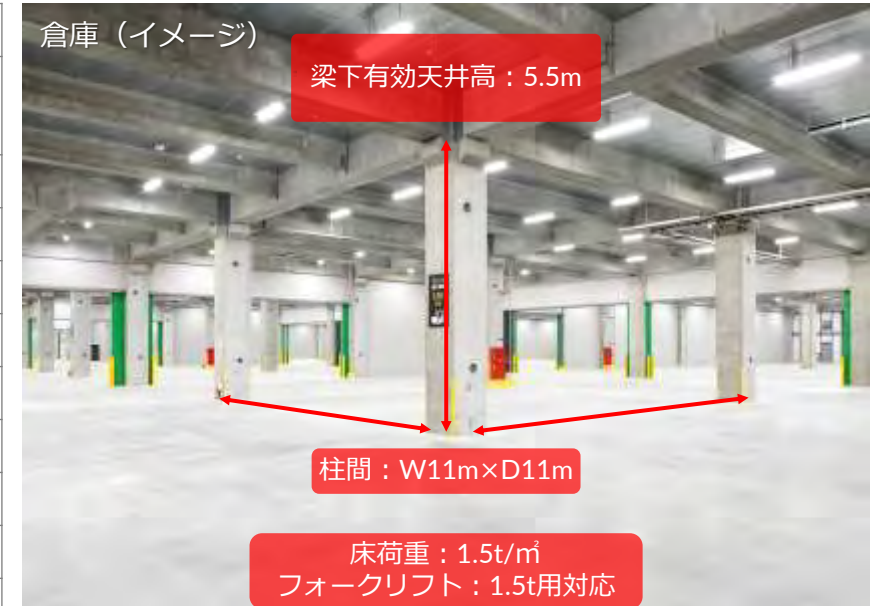 倉庫（イメージ）
梁下有効天井高：5.5m
柱間：W11m×D11m
床荷重：1.5t/㎡
フォークリフト：1.5t用対応